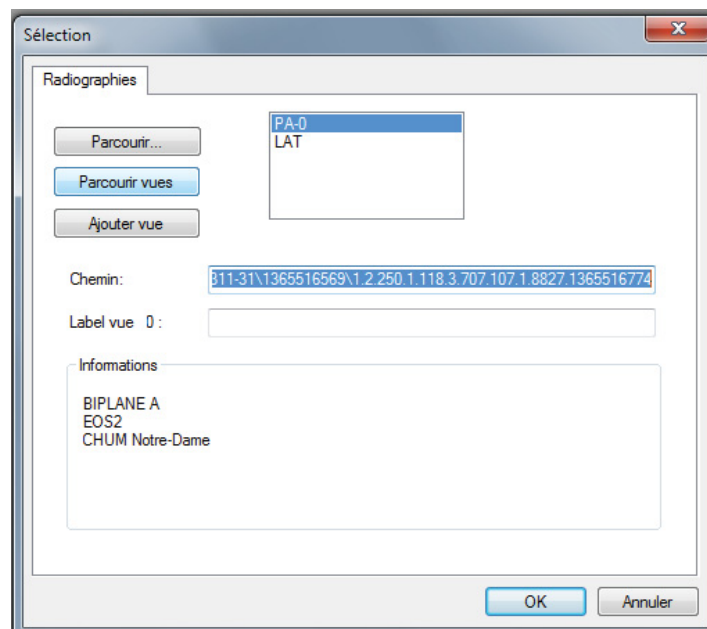 Sélection
Radiographies
Parcourir...
Parcourir vues
Ajouter vue
PA-0
LAT
Chemin:
311-31\1365516569\1.2.250.1.118.3.707.107.1.8827.1365516774
Label vue 0 :
Informations
BIPLANE A
EOS2
CHUM Notre-Dame
OK
Annuler